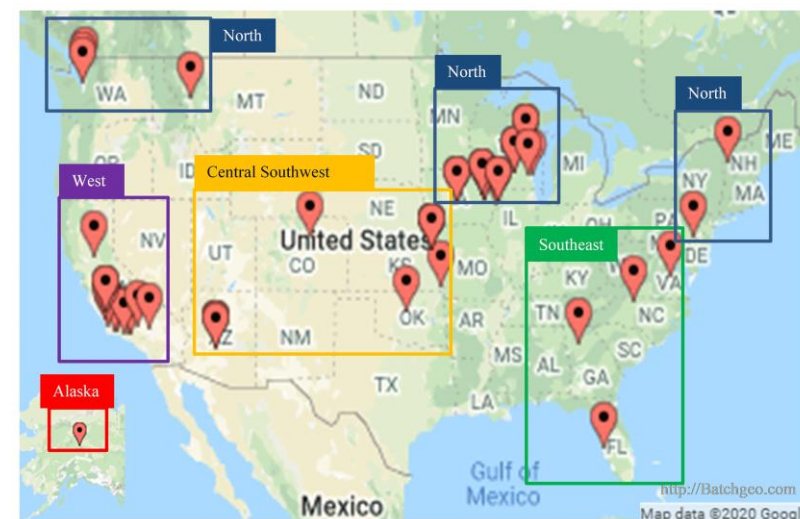 North
WA
MT
ND
North
MN
North
ME
SD
ID
MI
NH
NY
MA
West
Central Southwest
NE
IL
OH
PA
NV
UT
United States
CO
KS
MO
Southeast
DE
KY
VA
OK
TN
NC
NM
AR
SC
MS
AL
GA
TX
LA
Alaska
FL
Gulf of
Mexico
Mexico
http://Batchgeo.com
Map data ©2020 Googl